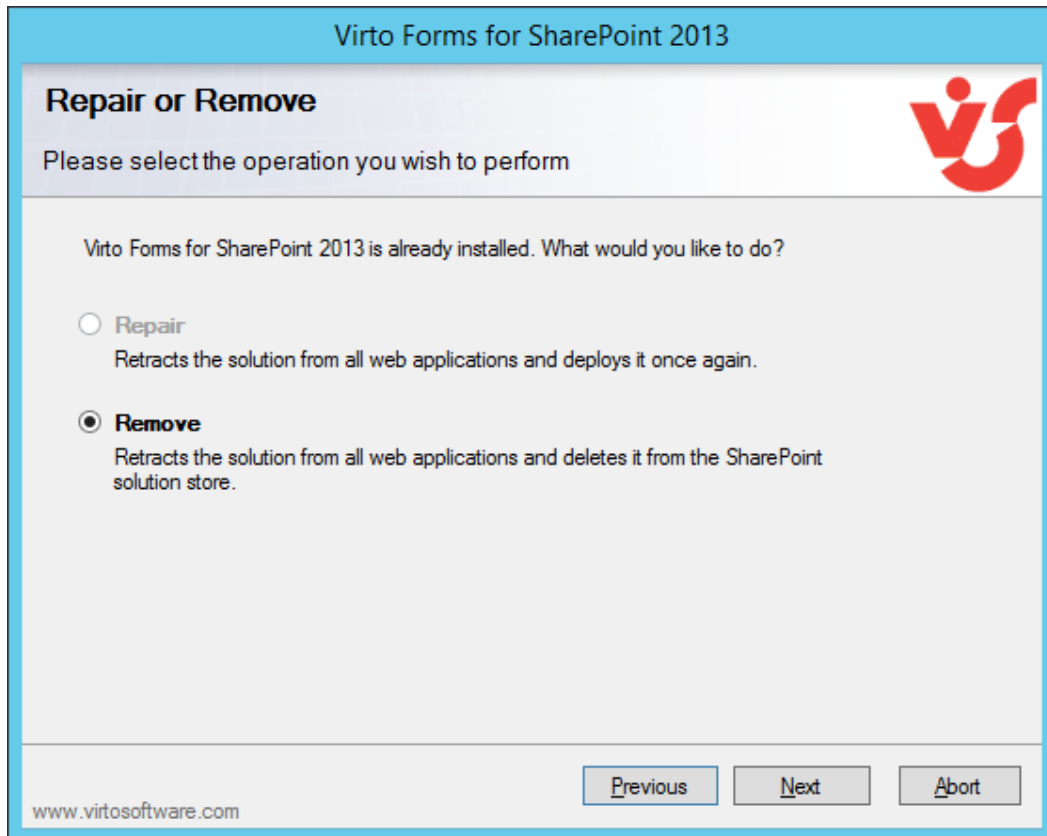 Virto Forms for SharePoint 2013
Repair or Remove
Please select the operation you wish to perform
Virto Forms for SharePoint 2013 is already installed. What would you like to do?
Repair
Retracts the solution from all web applications and deploys it once again.
Remove
Retracts the solution from all web applications and deletes it from the SharePoint
solution store.
Previous Next Abort
www.virtosoftware.com